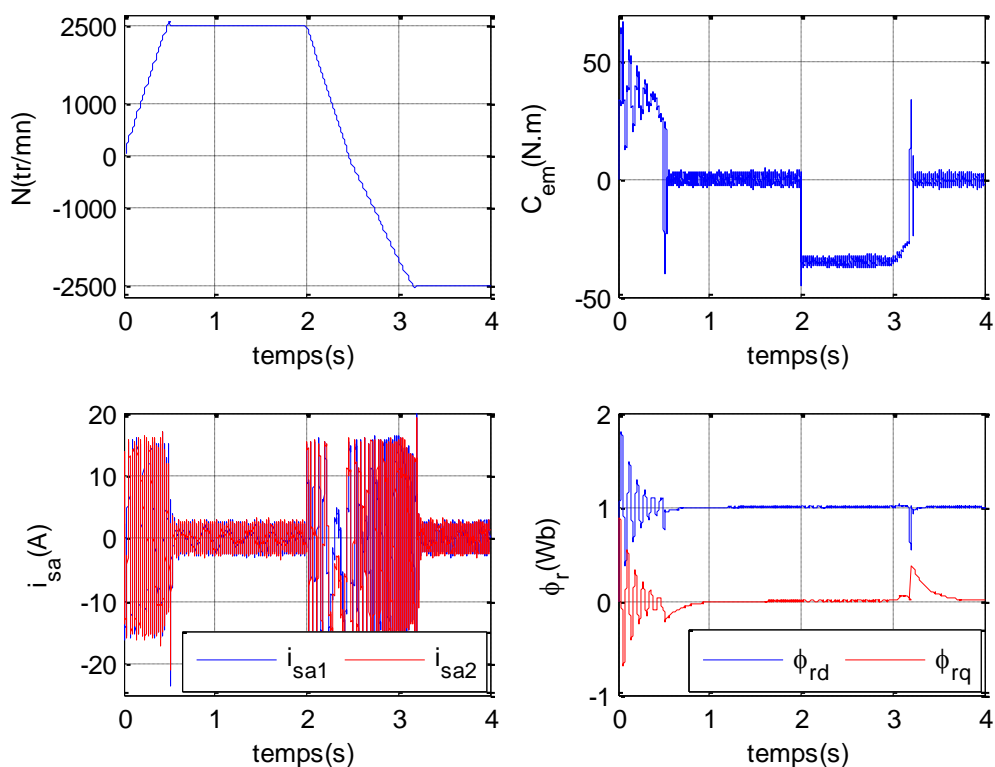 2500
1000
0
-1000
-2500
N(tr/mn)
0 1 2 3 4
temps(s)
50
0
-50
C_em(N.m)
0 1 2 3 4
temps(s)
20
10
0
-10
-20
i_sa(A)
i_sa1 i_sa2
0 1 2 3 4
temps(s)
2
1
0
-1
ϕ_r(Wb)
ϕ_rd ϕ_rq
0 1 2 3 4
temps(s)